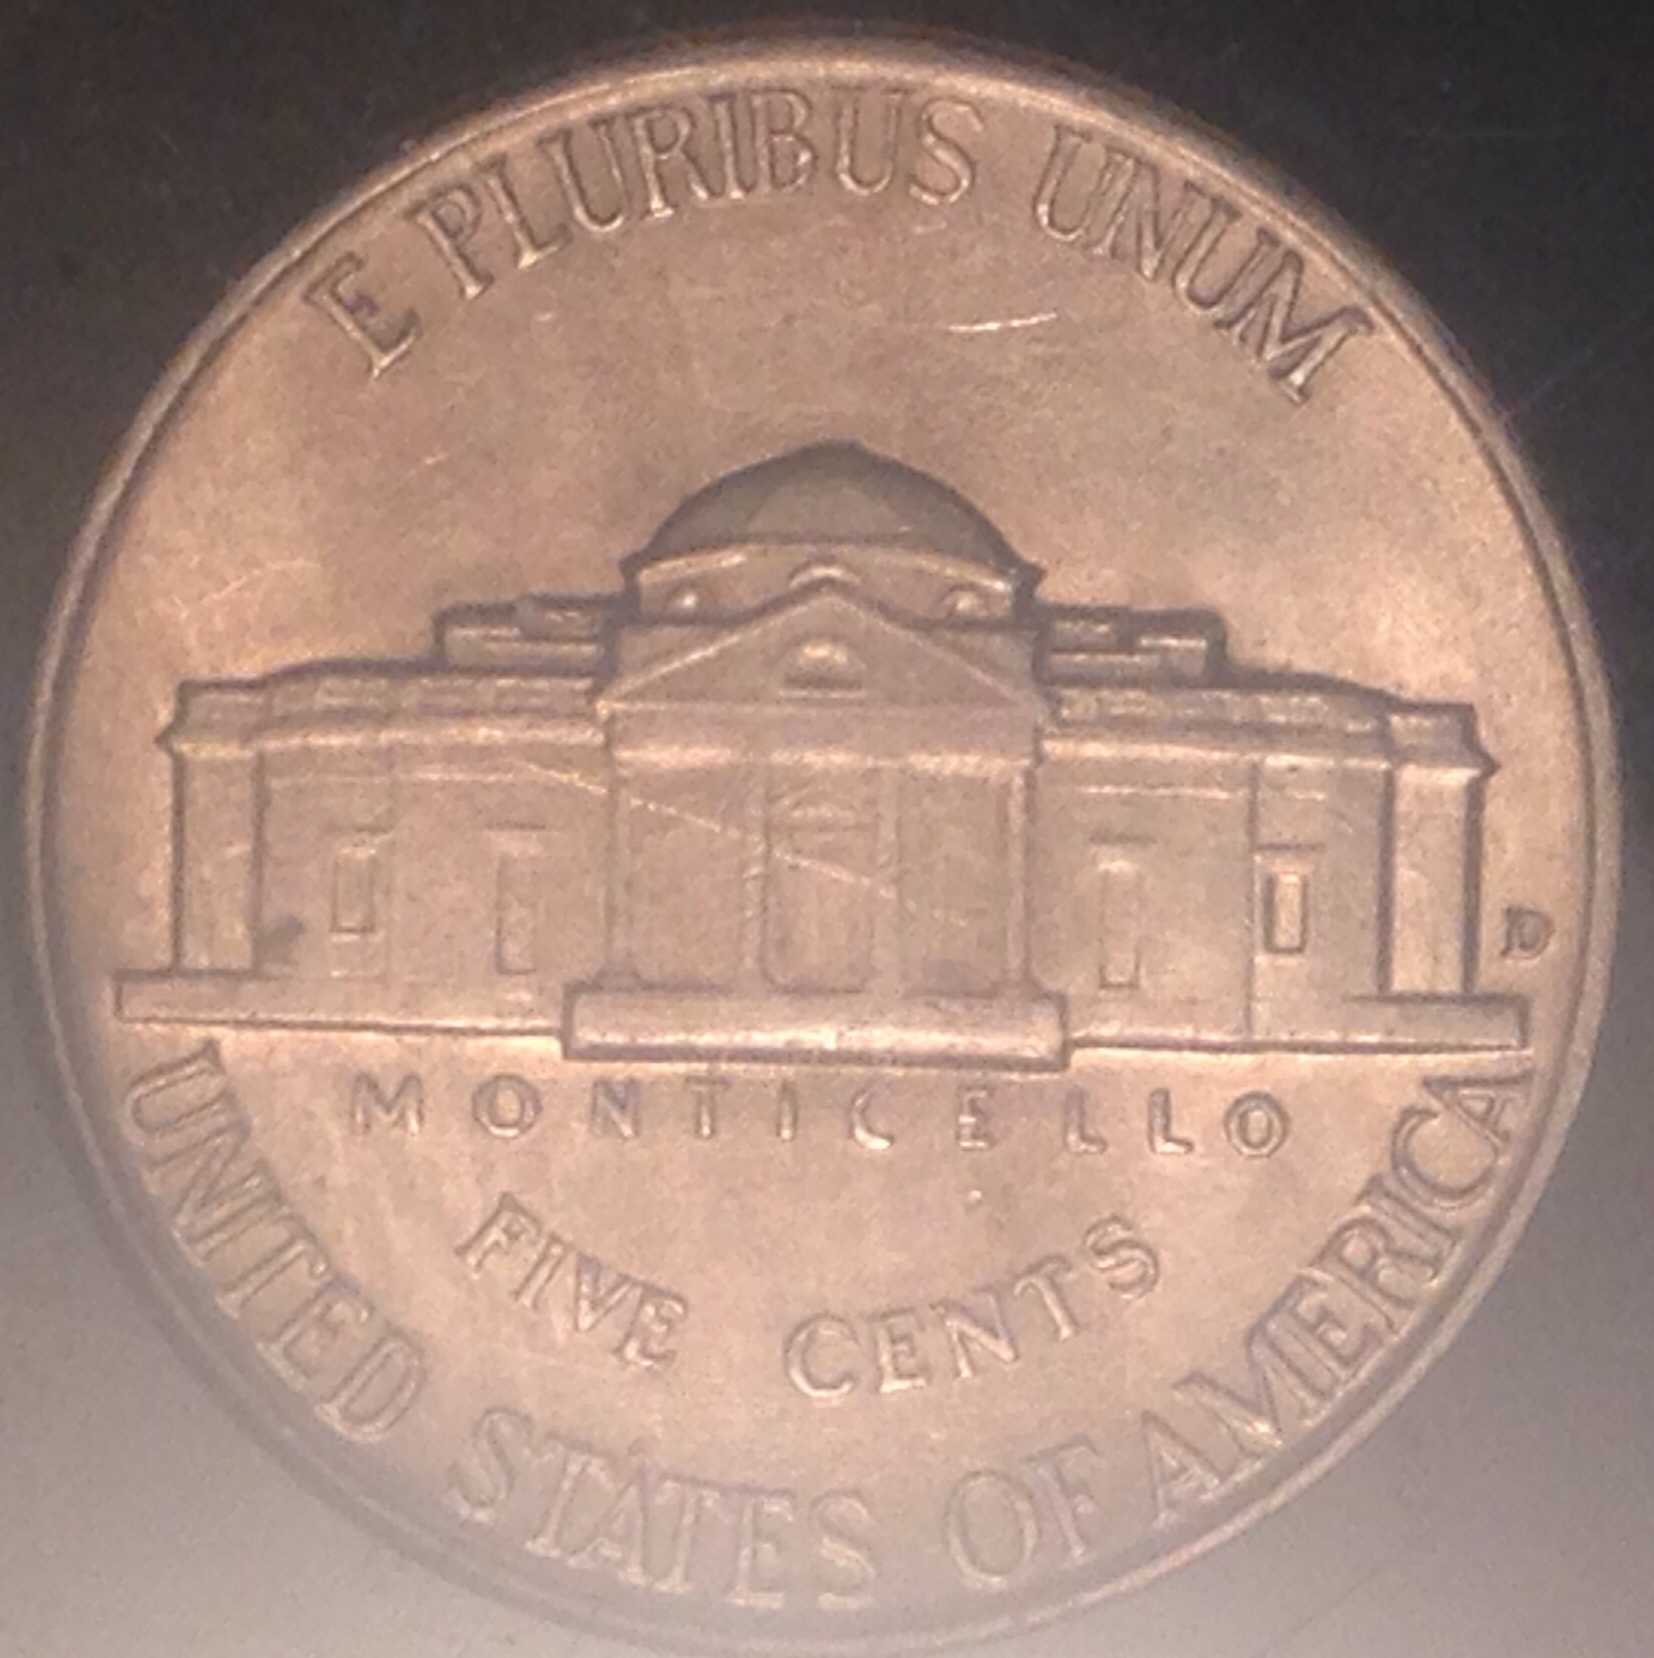 E PLURIBUS UNUM
D
MONTICELLO
FIVE CENTS
UNITED STATES OF AMERICA